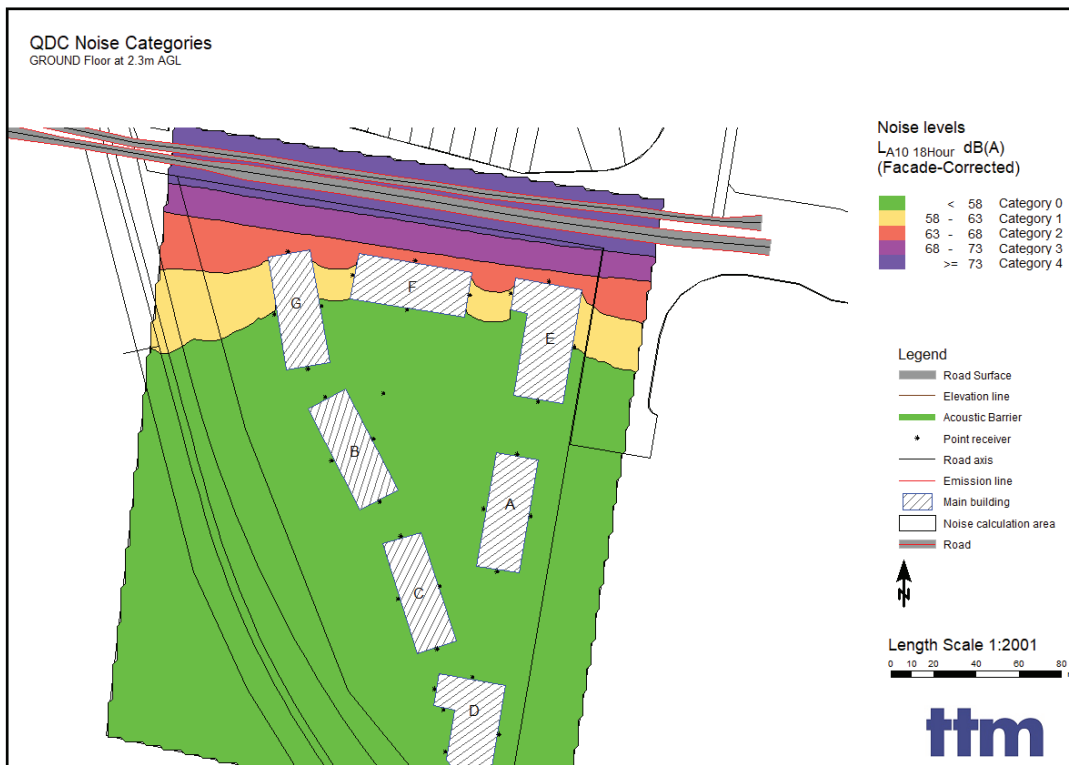 QDC Noise Categories
GROUND Floor at 2.3m AGL
Noise levels
LA10 18Hour dB(A)
(Facade-Corrected)
< 58 Category 0
58 - 63 Category 1
63 - 68 Category 2
68 - 73 Category 3
>= 73 Category 4
G
F
E
B
A
C
D
Legend
Road Surface
Elevation line
Acoustic Barrier
Point receiver
Road axis
Emission line
Main building
Noise calculation area
Road
N
Length Scale 1:2001
0 10 20 40 60 80
ttm